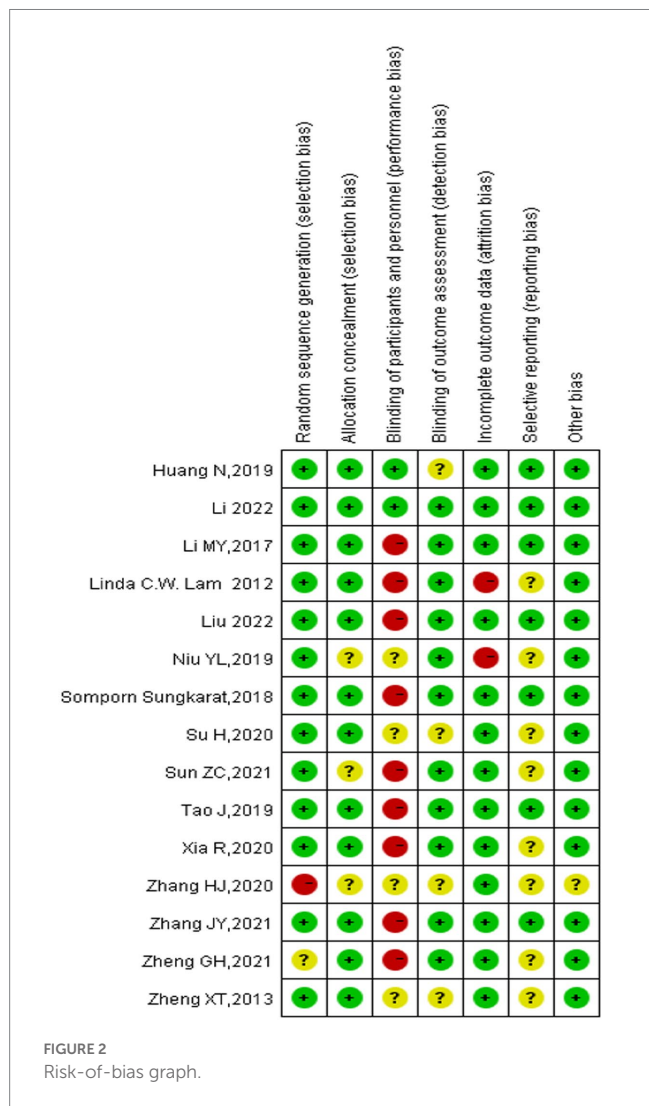 Random sequence generation (selection bias)
Allocation concealment (selection bias)
Blinding of participants and personnel (performance bias)
Blinding of outcome assessment (detection bias)
Incomplete outcome data (attrition bias)
Selective reporting (reporting bias)
Other bias
Huang N,2019 + + + ? + + +
Li 2022 + + + + + + +
Li MY,2017 + + - + + + +
Linda C.W. Lam 2012 + + - + - ? +
Liu 2022 + + - + + + +
Niu YL,2019 + ? ? + - ? +
Somporn Sungkarat,2018 + + - + + + +
Su H,2020 + + ? ? + ? +
Sun ZC,2021 + ? - + + ? +
Tao J,2019 + + - + + + +
Xia R,2020 + + - + + ? +
Zhang HJ,2020 - ? ? ? + ? ?
Zhang JY,2021 + + - + + + +
Zheng GH,2021 ? + - + + ? +
Zheng XT,2013 + + ? ? + ? +
FIGURE 2
Risk-of-bias graph.